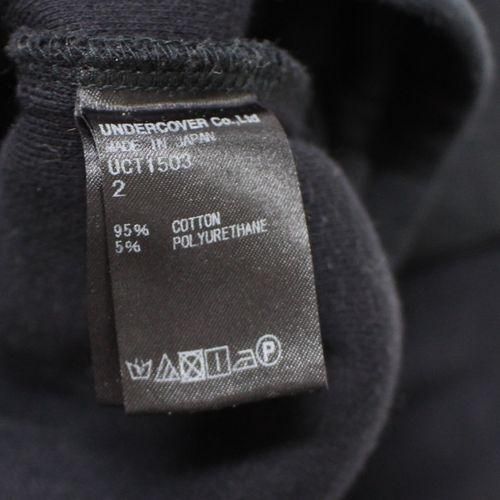 UNDERCOVER Co.,Ltd
MADE IN JAPAN
UCT1503
2
95% COTTON
5% POLYURETHANE
P